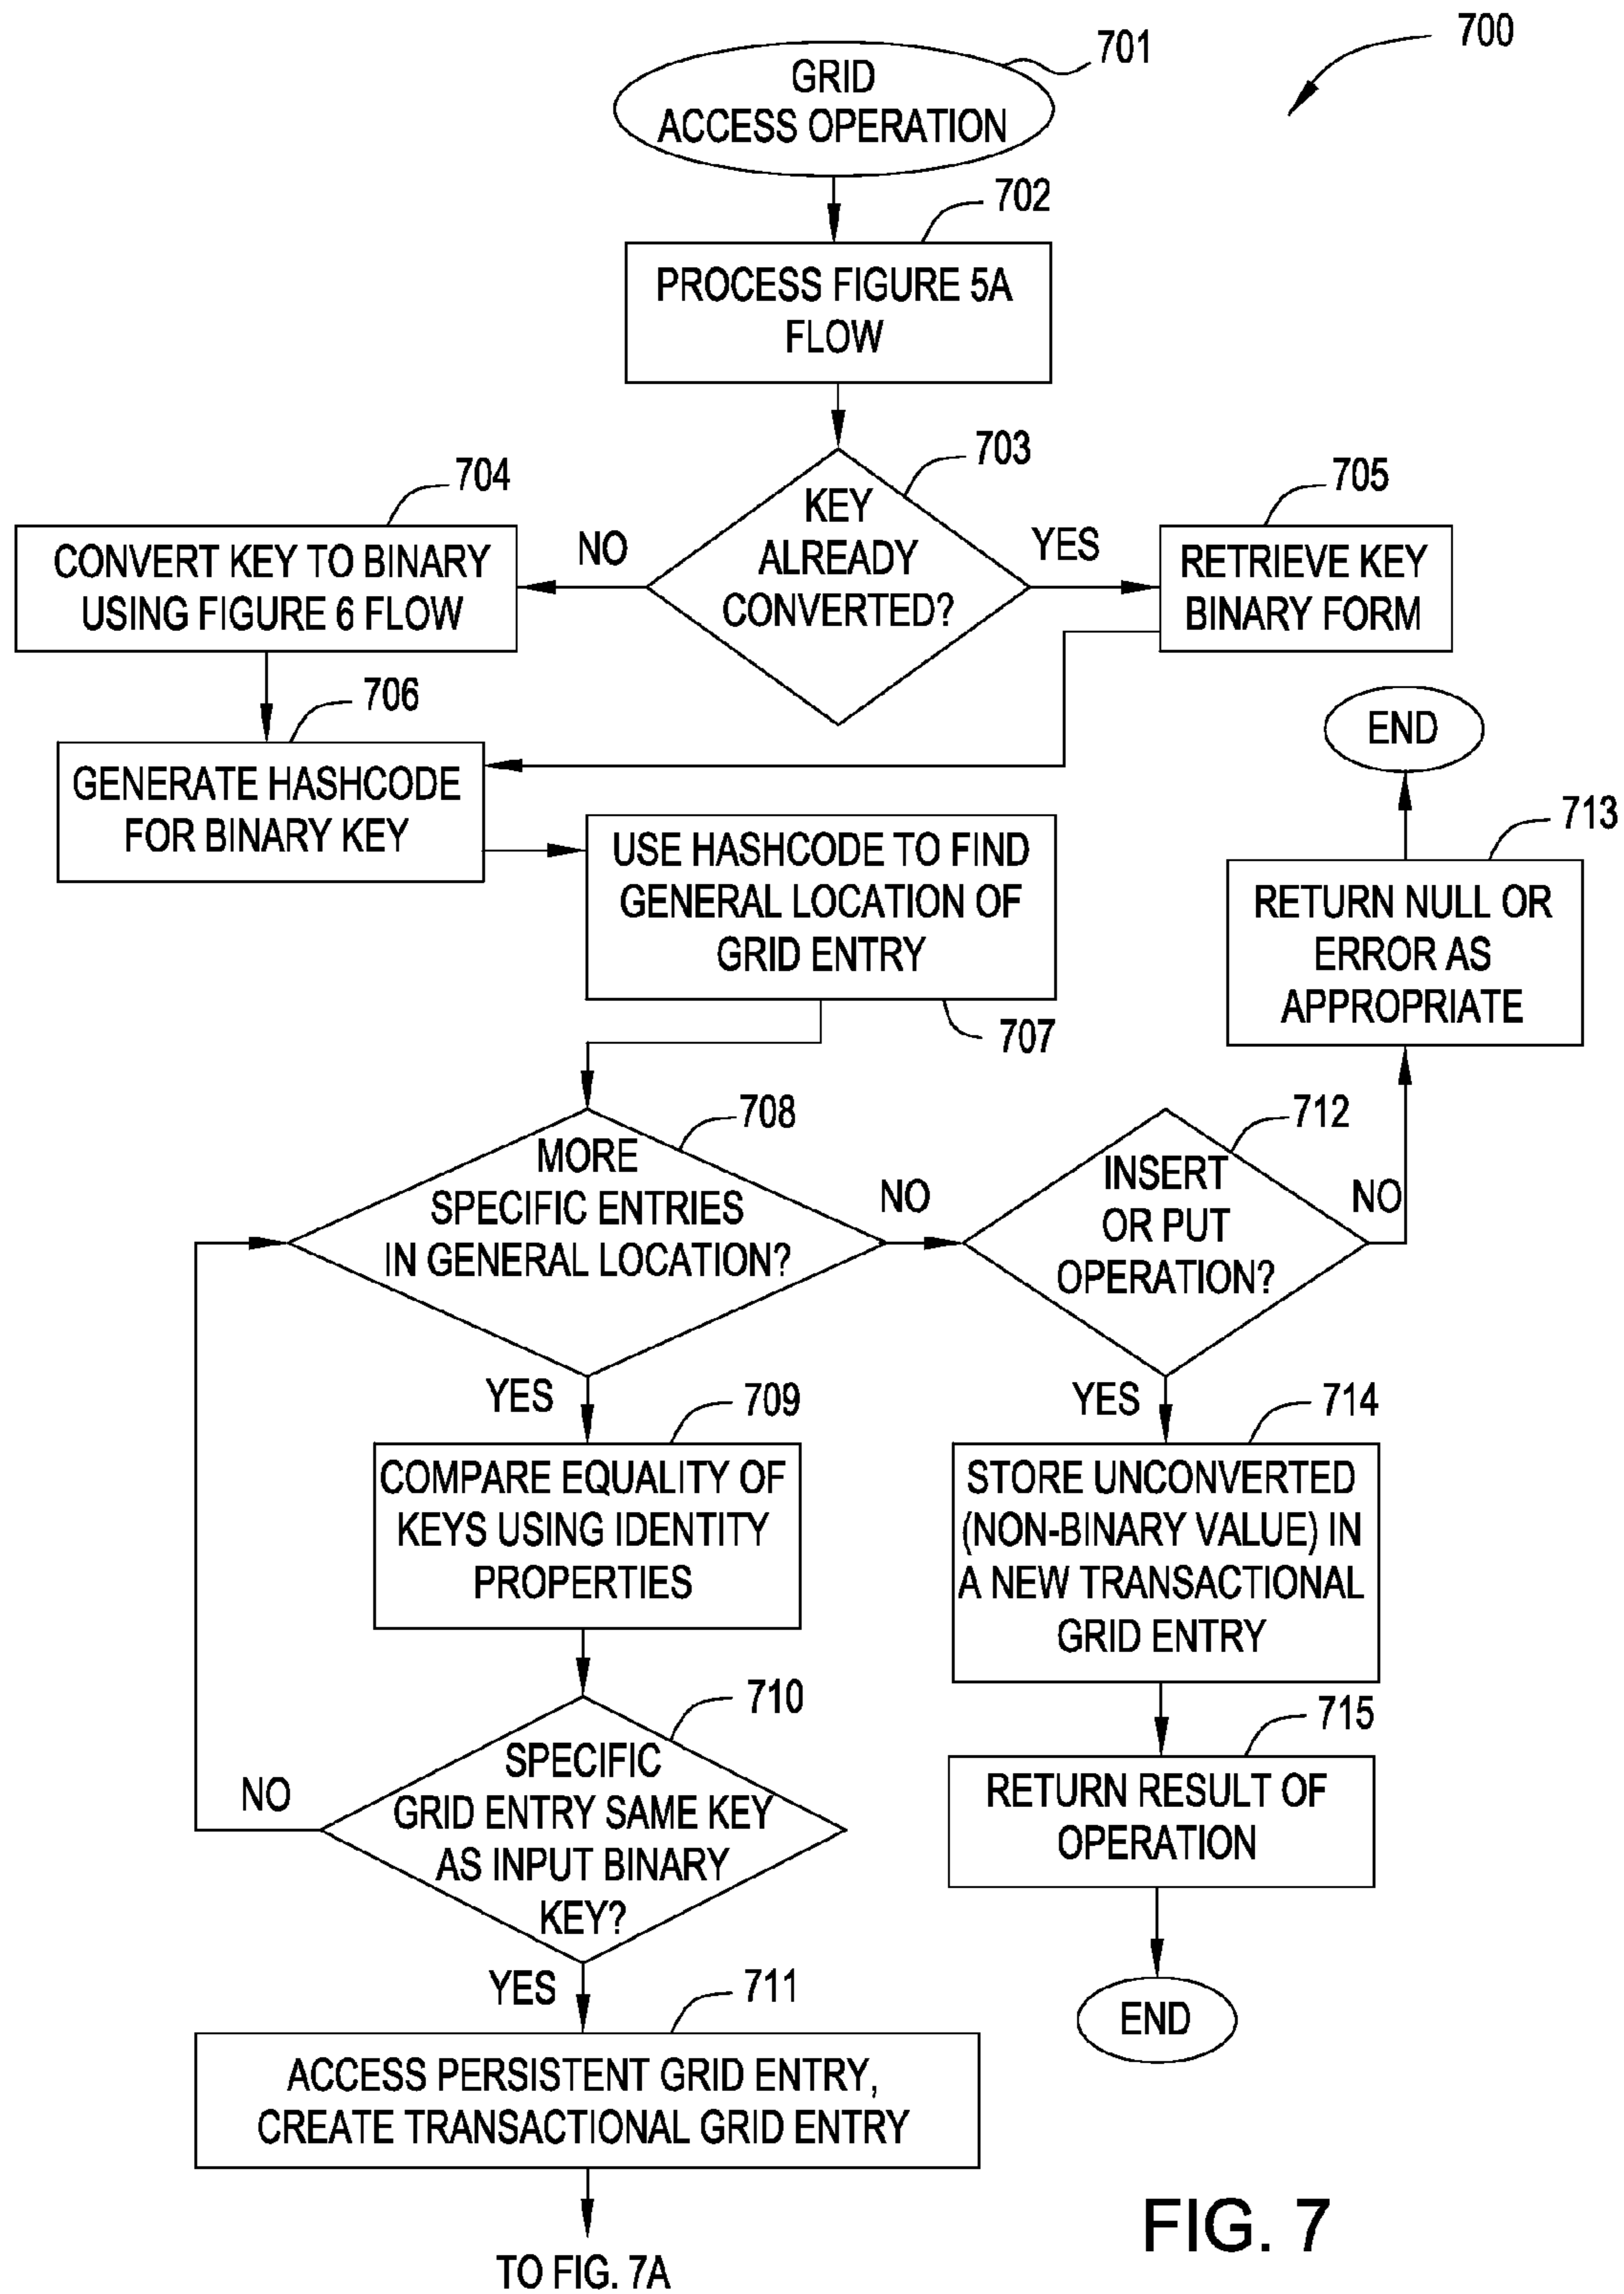 700
701
GRID
ACCESS OPERATION
702
PROCESS FIGURE 5A
FLOW
703
KEY
ALREADY
CONVERTED?
NO
YES
704
CONVERT KEY TO BINARY
USING FIGURE 6 FLOW
705
RETRIEVE KEY
BINARY FORM
706
GENERATE HASHCODE
FOR BINARY KEY
USE HASHCODE TO FIND
GENERAL LOCATION OF
GRID ENTRY
707
708
MORE
SPECIFIC ENTRIES
IN GENERAL LOCATION?
NO
YES
712
INSERT
OR PUT
OPERATION?
NO
YES
713
RETURN NULL OR
ERROR AS
APPROPRIATE
END
709
COMPARE EQUALITY OF
KEYS USING IDENTITY
PROPERTIES
710
SPECIFIC
GRID ENTRY SAME KEY
AS INPUT BINARY
KEY?
NO
YES
711
ACCESS PERSISTENT GRID ENTRY,
CREATE TRANSACTIONAL GRID ENTRY
TO FIG. 7A
714
STORE UNCONVERTED
(NON-BINARY VALUE) IN
A NEW TRANSACTIONAL
GRID ENTRY
715
RETURN RESULT OF
OPERATION
END
FIG. 7